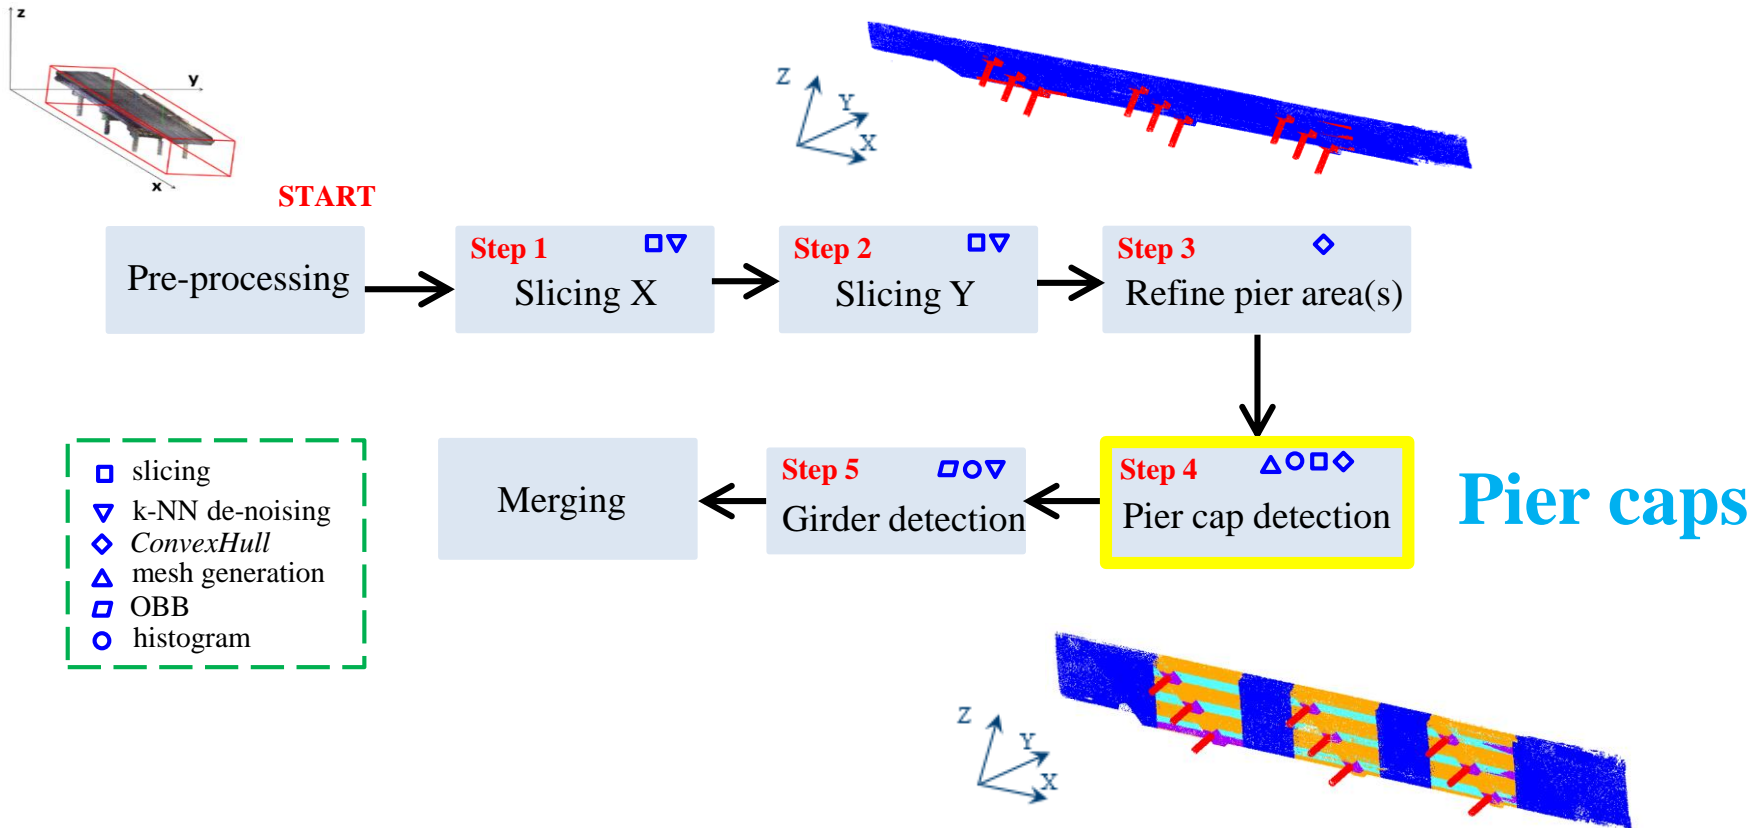 z
y
x
Z
Y
X
START
Pre-processing
Step 1
Slicing X
Step 2
Slicing Y
Step 3
Refine pier area(s)
Merging
Step 5
Girder detection
Step 4
Pier cap detection
Pier caps
slicing
k-NN de-noising
ConvexHull
mesh generation
OBB
histogram
Z
Y
X